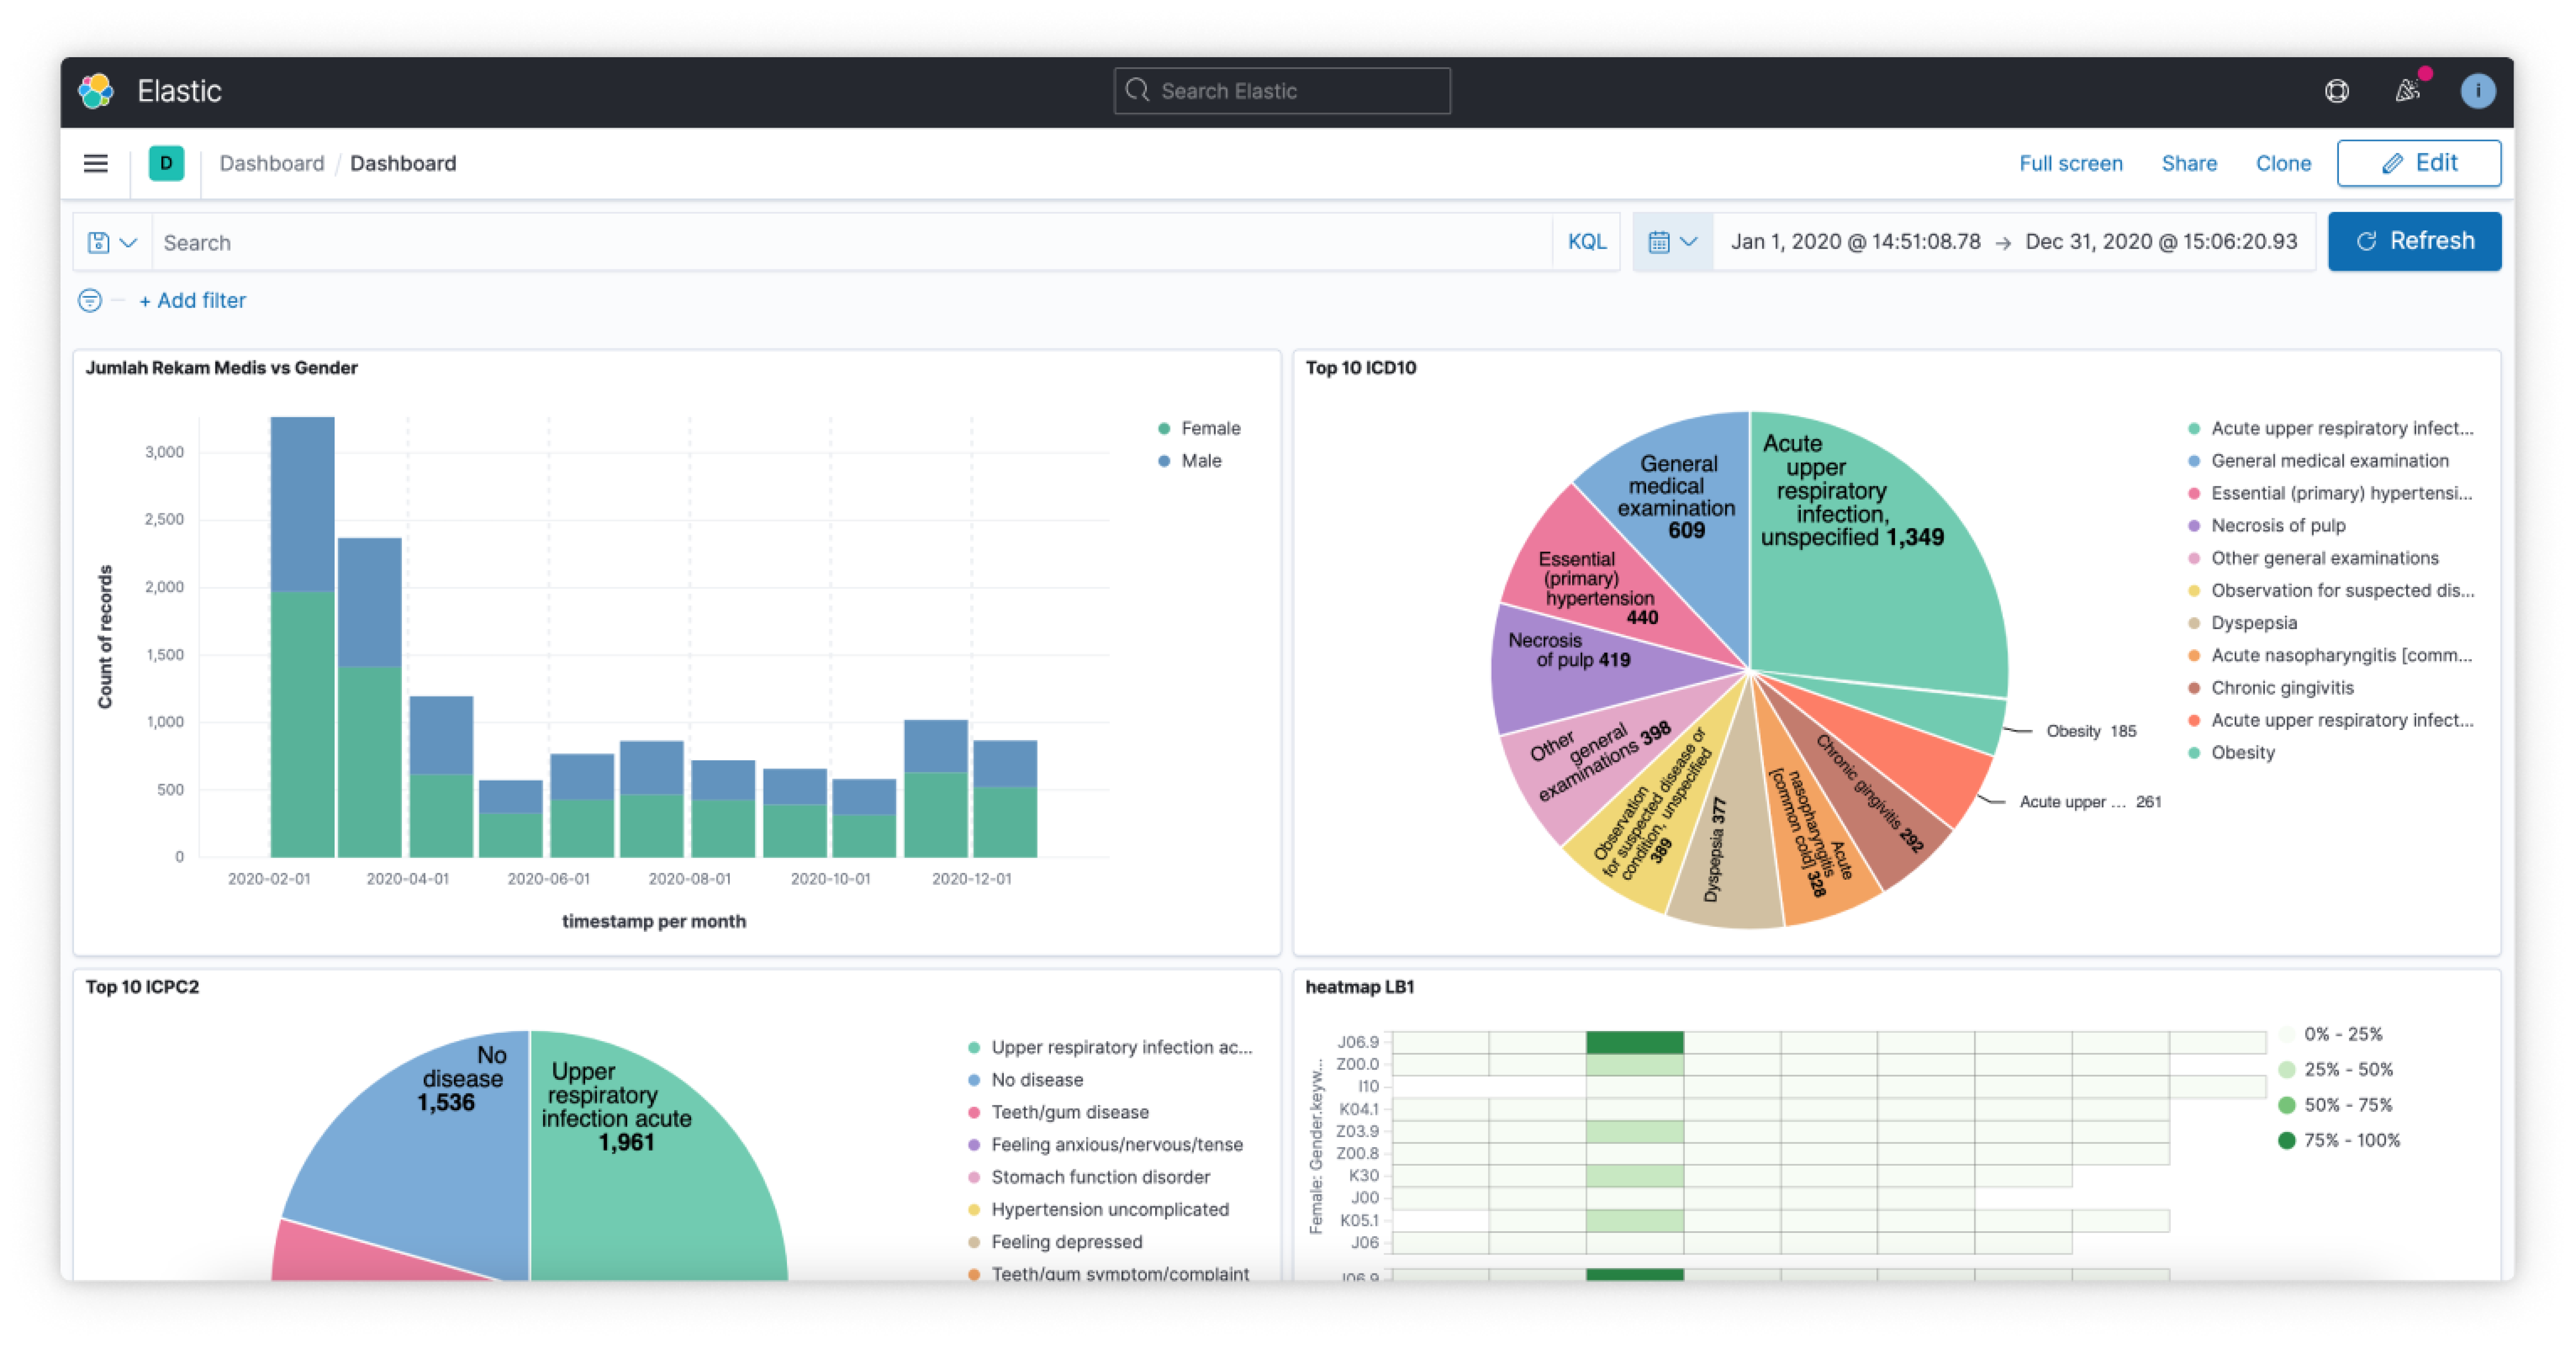 Elastic
Search Elastic
i
D
Dashboard / Dashboard
Full screen
Share
Clone
Edit
Search
KQL
Jan 1, 2020 @ 14:51:08.78 → Dec 31, 2020 @ 15:06:20.93
Refresh
+ Add filter
Jumlah Rekam Medis vs Gender
Count of records
3,000
2,500
2,000
1,500
1,000
500
0
2020-02-01
2020-04-01
2020-06-01
2020-08-01
2020-10-01
2020-12-01
timestamp per month
Female
Male
Top 10 ICD10
Acute
upper
respiratory
infection,
unspecified 1,349
General
medical
examination
609
Essential
(primary)
hypertension
440
Necrosis
of pulp 419
Other
general
examinations 398
Observation
for suspected disease or
condition, unspecified
389
Dyspepsia 377
Acute
nasopharyngitis
[common cold] 328
Chronic gingivitis 292
Acute upper ... 261
Obesity 185
Acute upper respiratory infect...
General medical examination
Essential (primary) hypertensi...
Necrosis of pulp
Other general examinations
Observation for suspected dis...
Dyspepsia
Acute nasopharyngitis [comm...
Chronic gingivitis
Acute upper respiratory infect...
Obesity
Top 10 ICPC2
No
disease
1,536
Upper
respiratory
infection acute
1,961
Upper respiratory infection ac...
No disease
Teeth/gum disease
Feeling anxious/nervous/tense
Stomach function disorder
Hypertension uncomplicated
Feeling depressed
Teeth/gum symptom/complaint
heatmap LB1
Female: Gender.keyw...
J06.9
Z00.0
I10
K04.1
Z03.9
Z00.8
K30
J00
K05.1
J06
J06.9
0% - 25%
25% - 50%
50% - 75%
75% - 100%